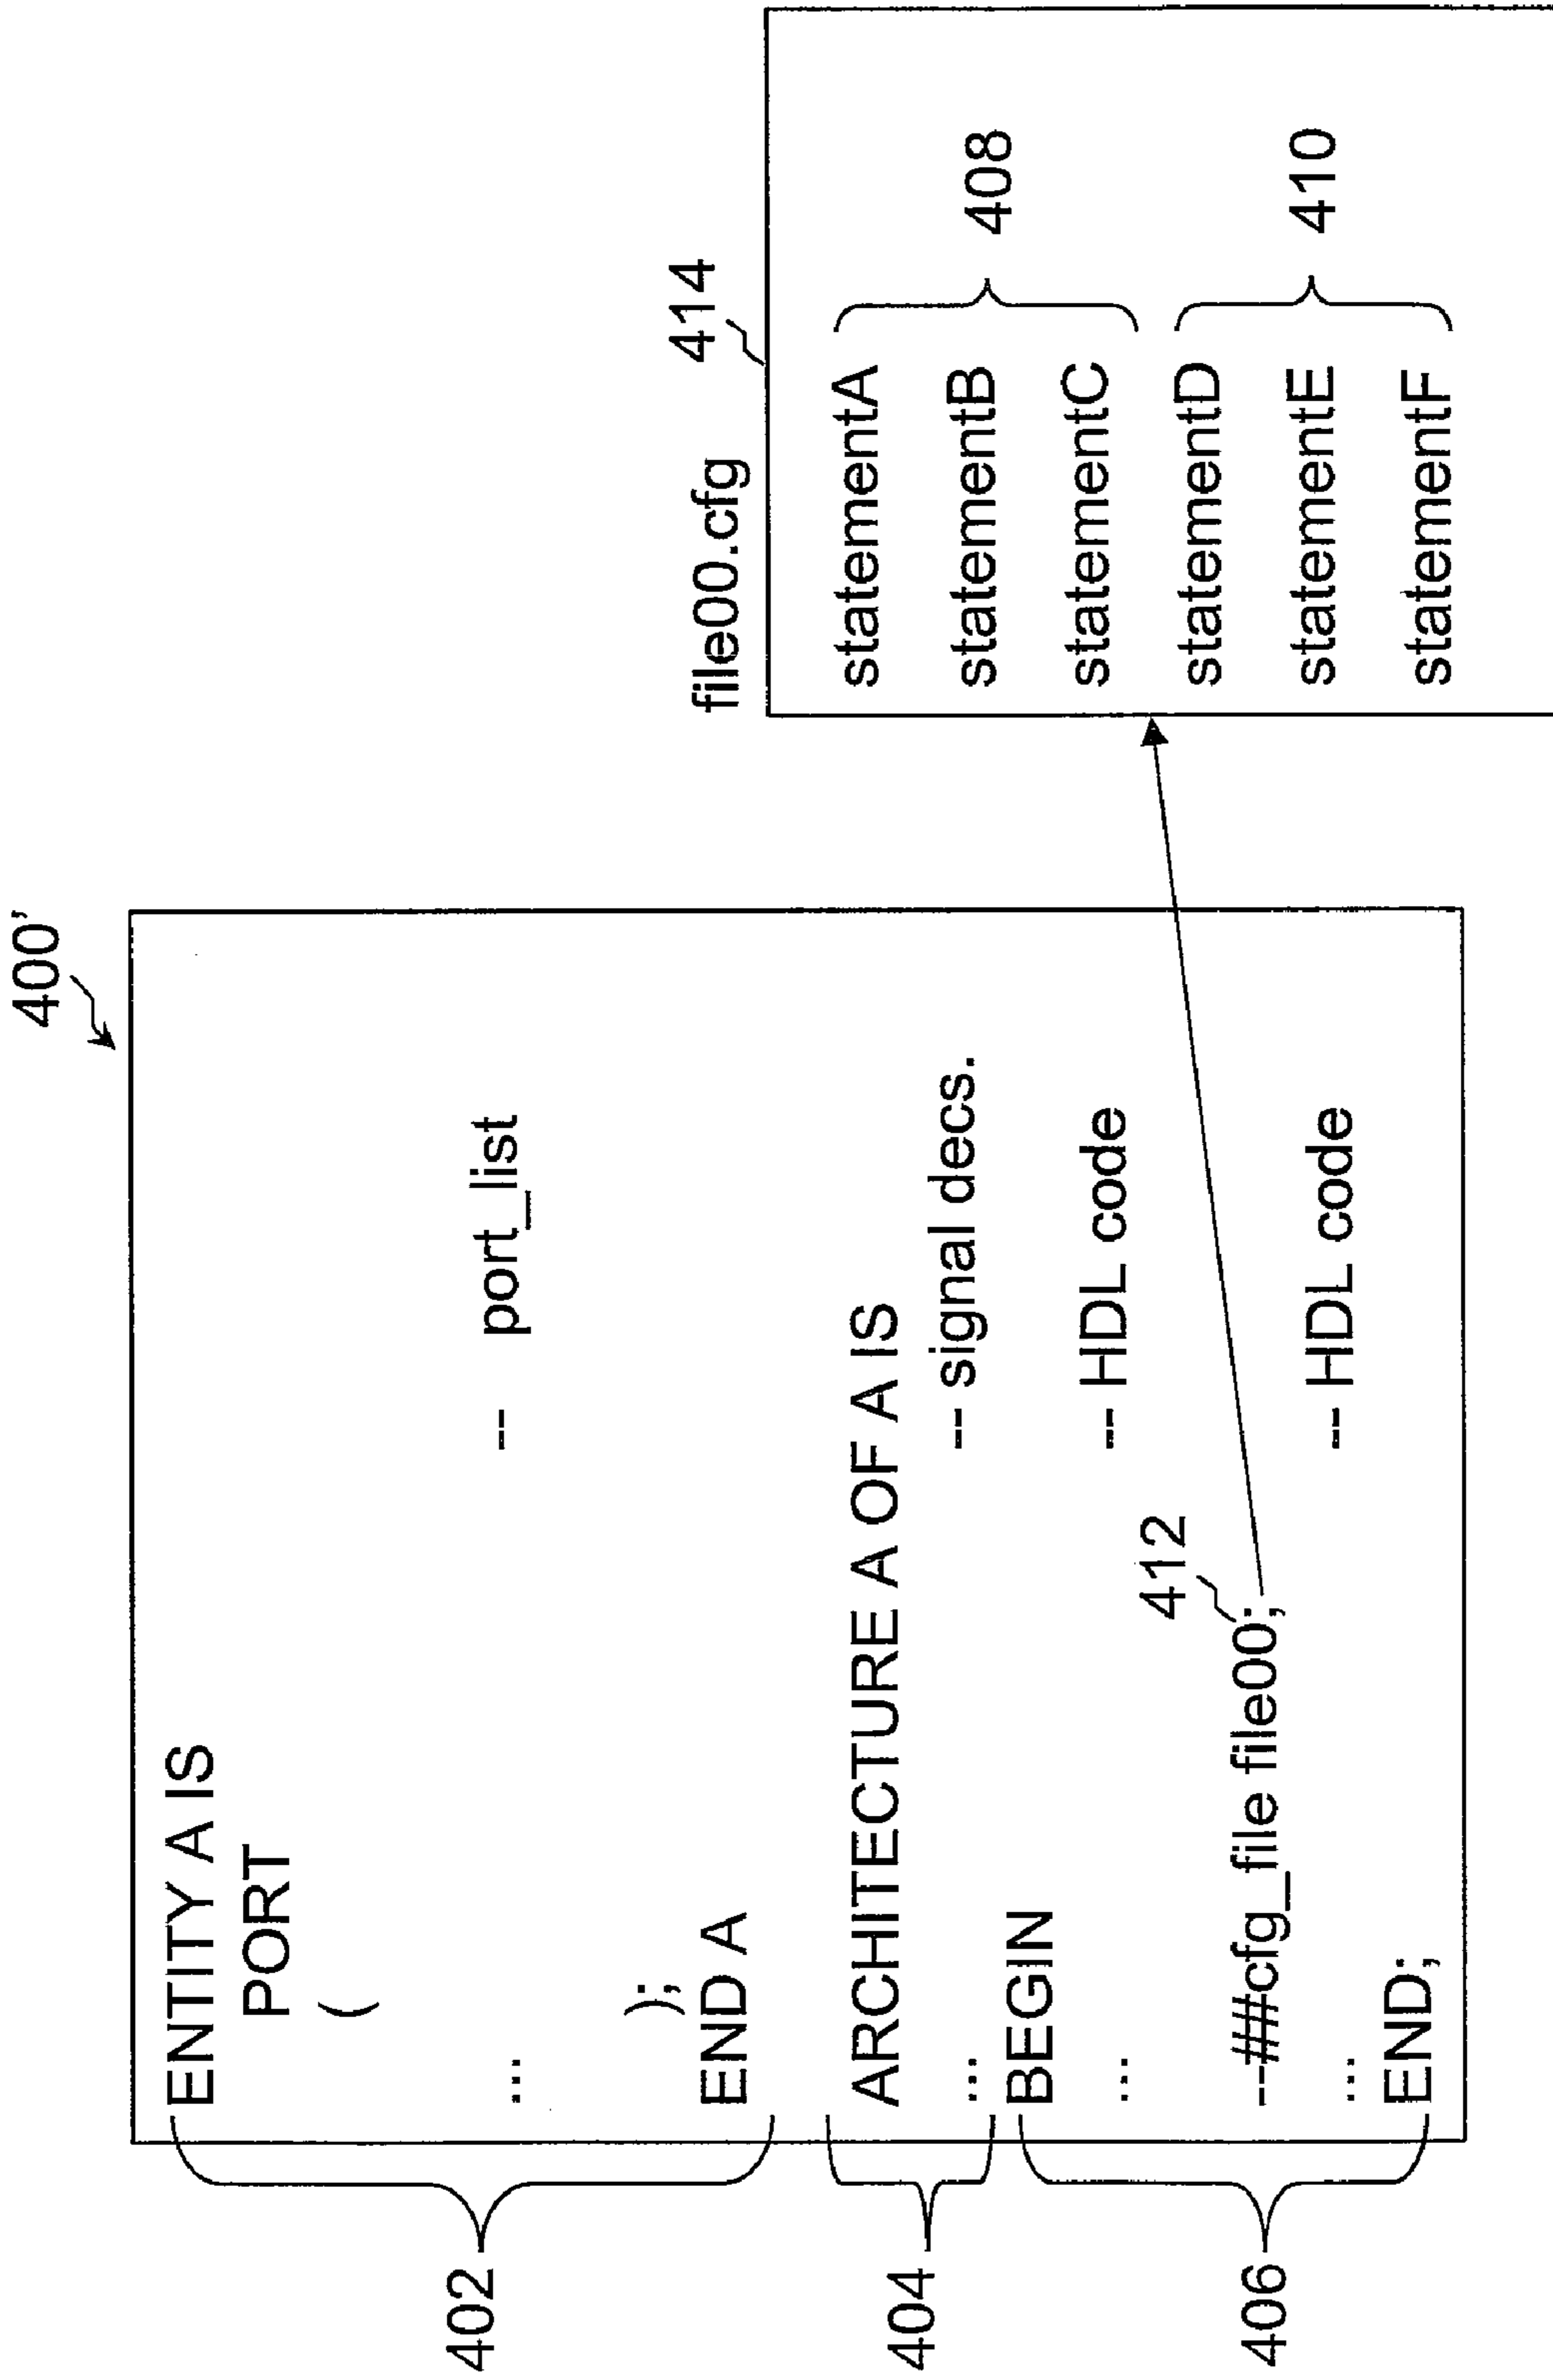 400'
ENTITY A IS
PORT
(
... -- port_list
);
END A
402
ARCHITECTURE A OF A IS
... -- signal decs.
404
BEGIN
... -- HDL code
412
--##cfg_file file00;
... -- HDL code
END;
406
file00.cfg 414
statementA
statementB
statementC
408
statementD
statementE
statementF
410